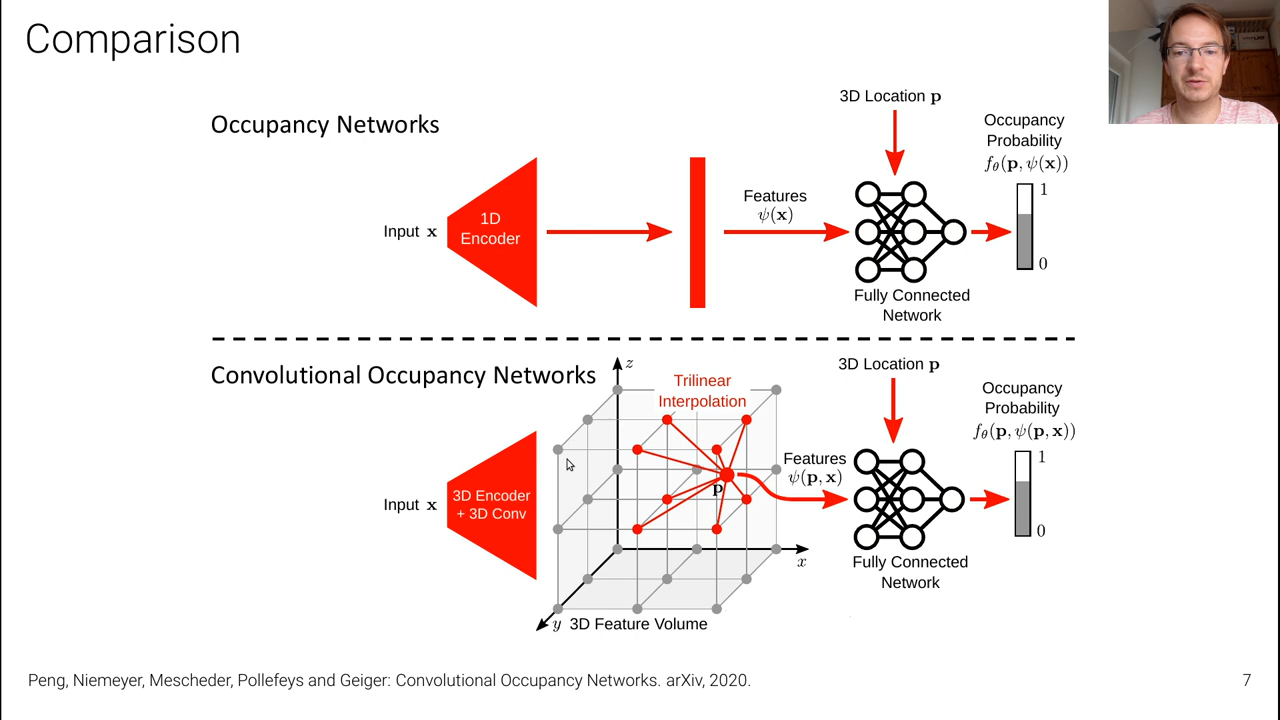 Comparison
Occupancy Networks
3D Location p
Occupancy
Probability
f_θ(p, ψ(x))
1
0
Input x
1D
Encoder
Features
ψ(x)
Fully Connected
Network
Convolutional Occupancy Networks
z
Trilinear
Interpolation
3D Location p
Occupancy
Probability
f_θ(p, ψ(p, x))
1
0
Input x
3D Encoder
+ 3D Conv
p
Features
ψ(p, x)
x
Fully Connected
Network
y 3D Feature Volume
Peng, Niemeyer, Mescheder, Pollefeys and Geiger: Convolutional Occupancy Networks. arXiv, 2020.
7